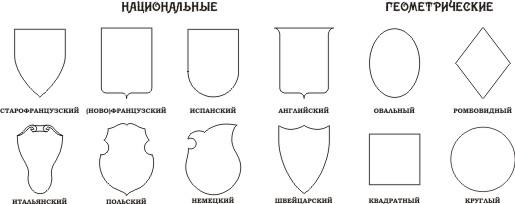 НАЦИОНАЛЬНЫЕ ГЕОМЕТРИЧЕСКИЕ
СТАРОФРАНЦУЗСКИЙ (НОВО)ФРАНЦУЗСКИЙ ИСПАНСКИЙ АНГЛИЙСКИЙ ОВАЛЬНЫЙ РОМБОВИДНЫЙ
ИТАЛЬЯНСКИЙ ПОЛЬСКИЙ НЕМЕЦКИЙ ШВЕЙЦАРСКИЙ КВАДРАТНЫЙ КРУГЛЫЙ